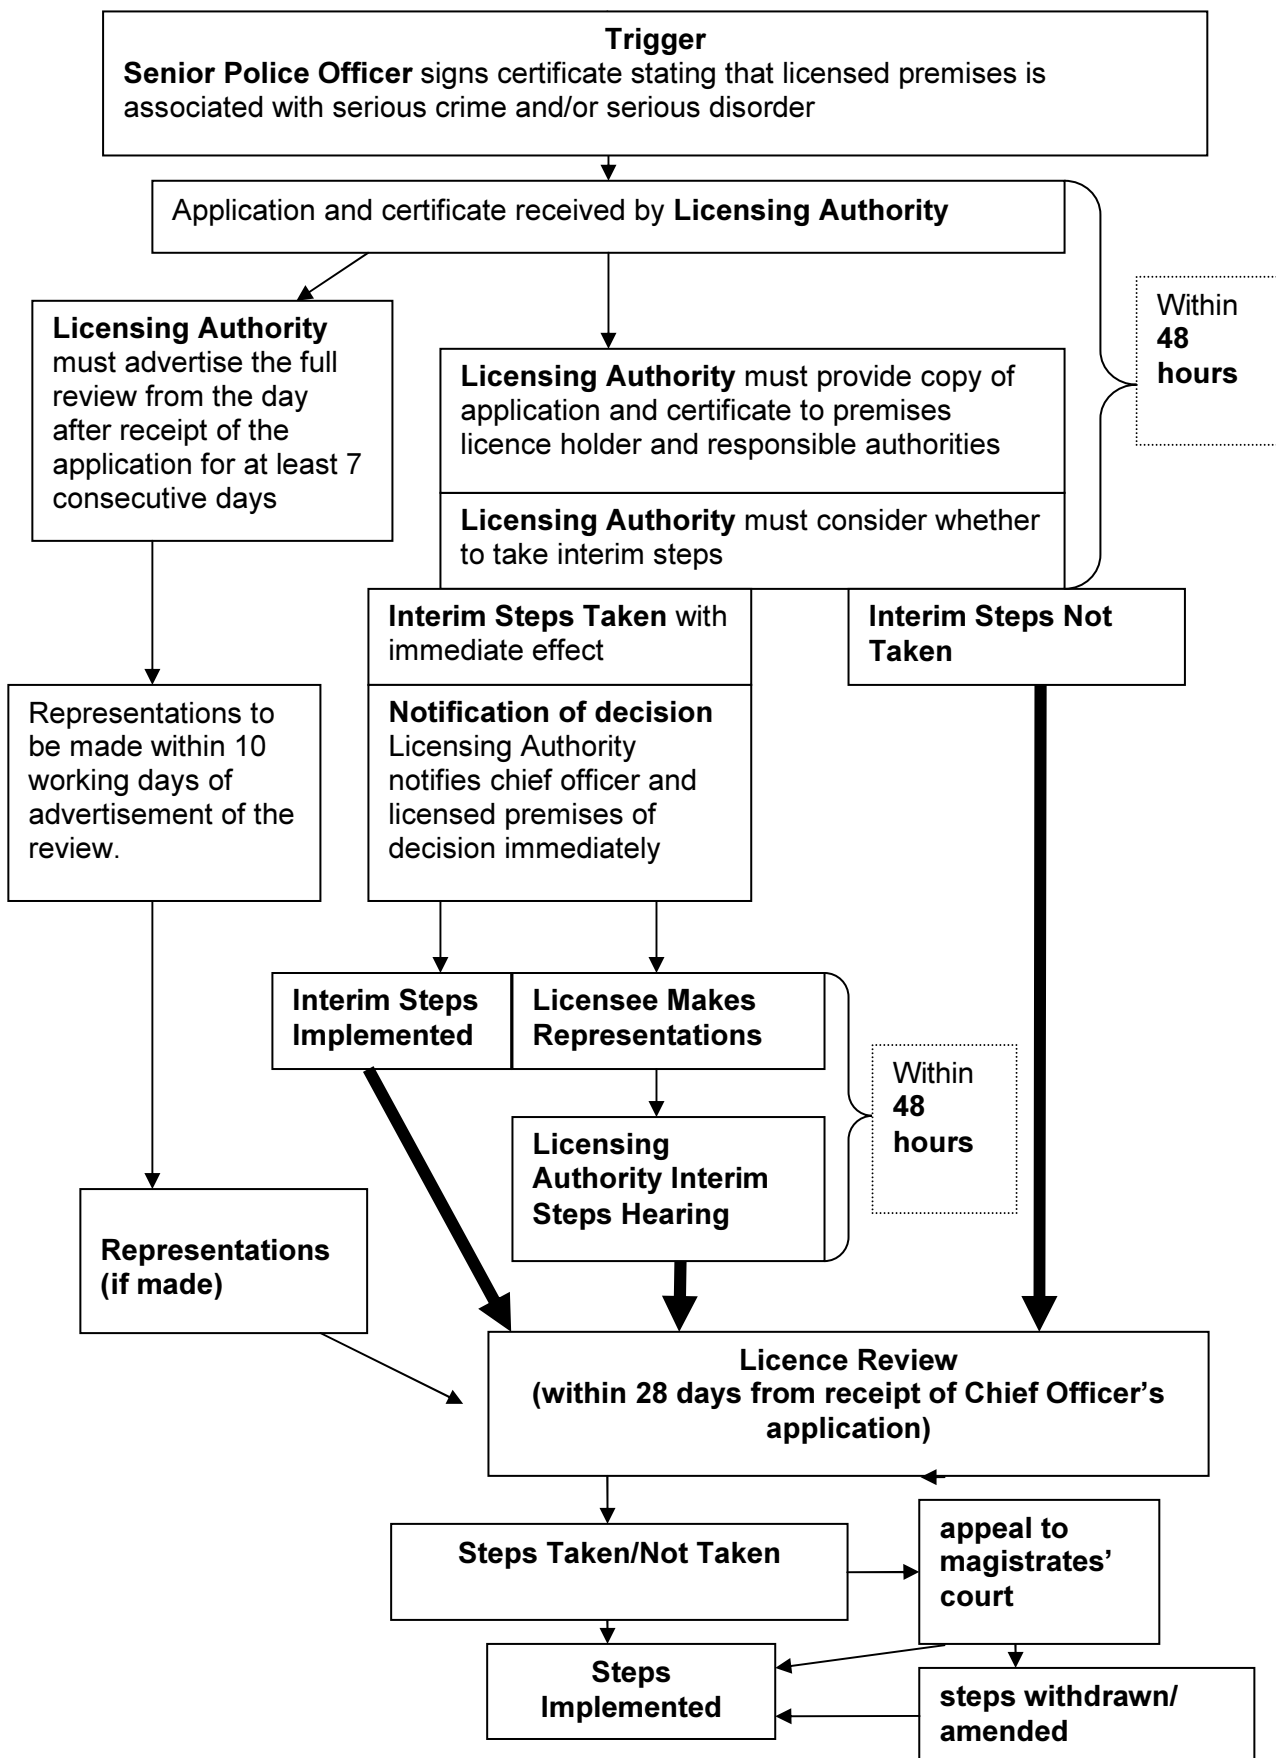 Trigger
Senior Police Officer signs certificate stating that licensed premises is
associated with serious crime and/or serious disorder
Application and certificate received by Licensing Authority
Within
48
hours
Licensing Authority
must advertise the full
review from the day
after receipt of the
application for at least 7
consecutive days
Licensing Authority must provide copy of
application and certificate to premises
licence holder and responsible authorities
Licensing Authority must consider whether
to take interim steps
Interim Steps Taken with
immediate effect
Interim Steps Not
Taken
Representations to
be made within 10
working days of
advertisement of the
review.
Notification of decision
Licensing Authority
notifies chief officer and
licensed premises of
decision immediately
Interim Steps
Implemented
Licensee Makes
Representations
Within
48
hours
Licensing
Authority Interim
Steps Hearing
Representations
(if made)
Licence Review
(within 28 days from receipt of Chief Officer’s
application)
Steps Taken/Not Taken
appeal to
magistrates’
court
Steps
Implemented
steps withdrawn/
amended